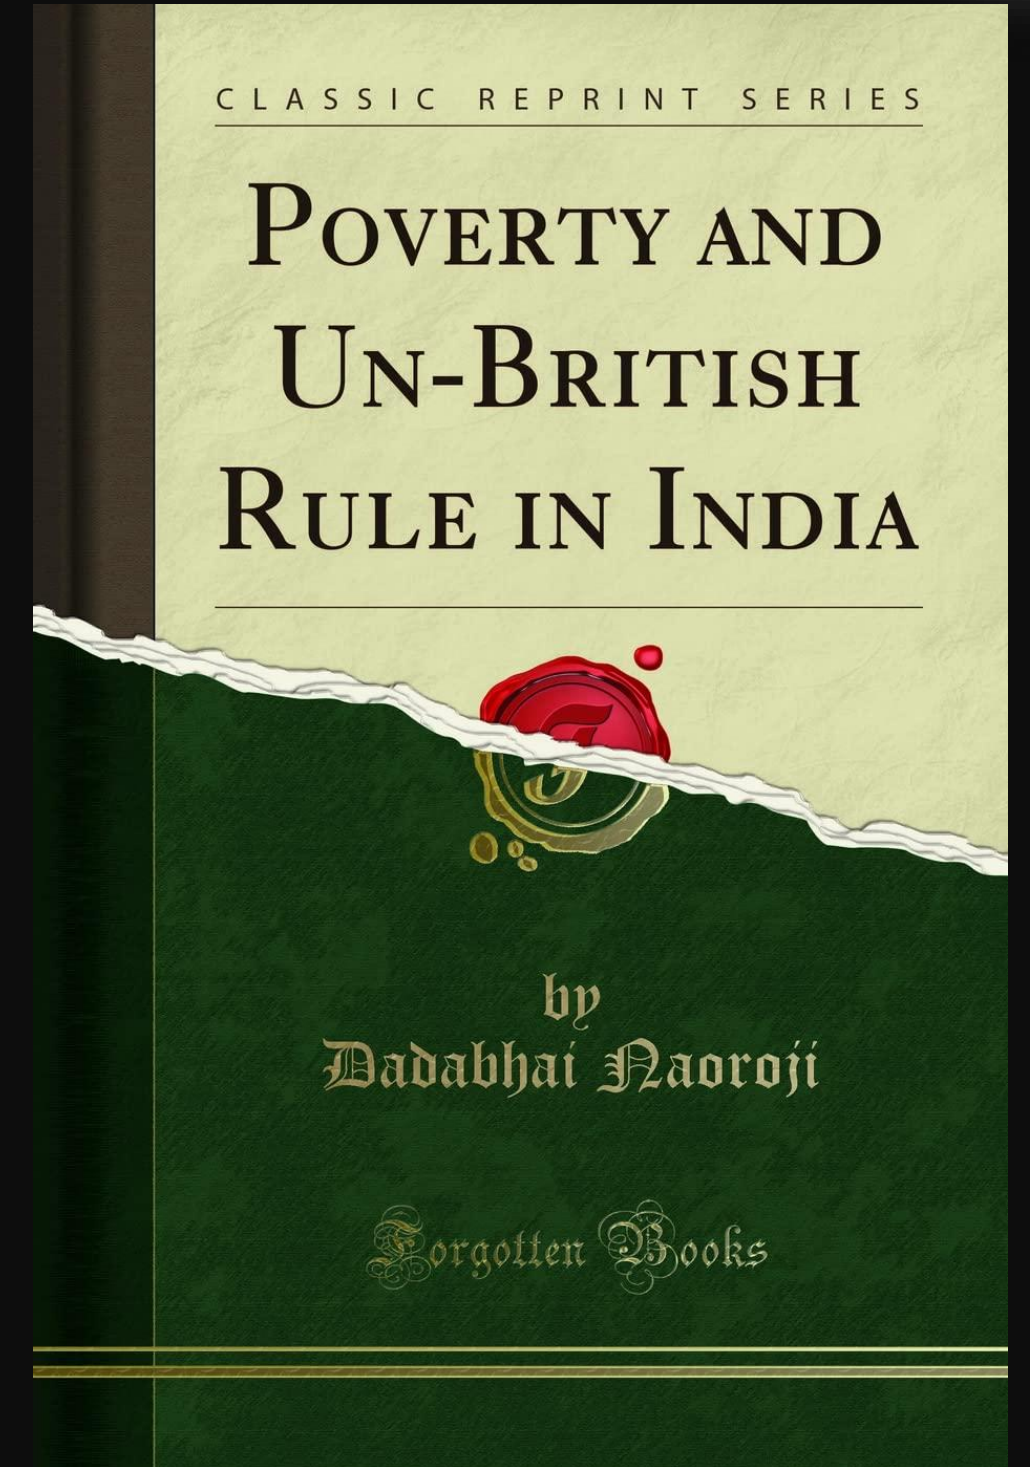 CLASSIC REPRINT SERIES
POVERTY AND
UN-BRITISH
RULE IN INDIA
F
by
Dadabhai Naoroji
Forgotten Books